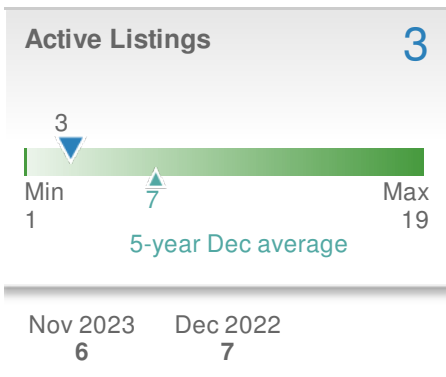 Active Listings 3
3
7
Min Max
1 19
5-year Dec average
Nov 2023 Dec 2022
6 7